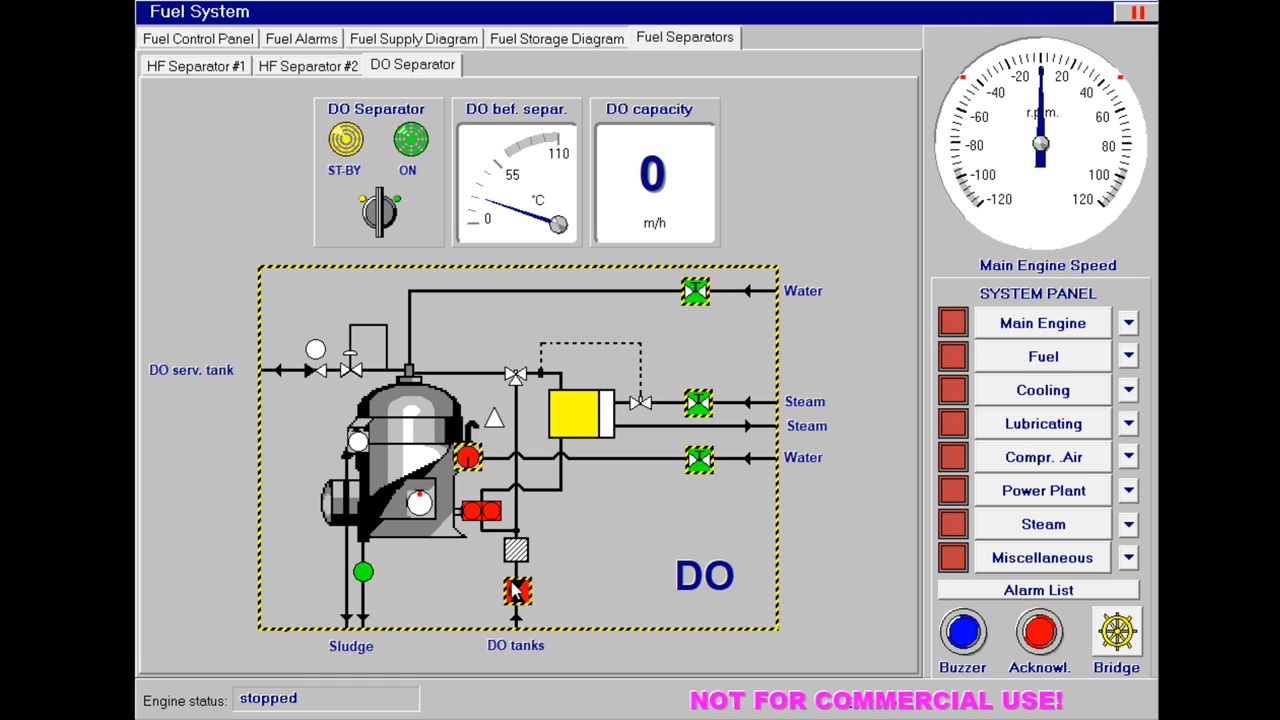 Fuel System
Fuel Control Panel
Fuel Alarms
Fuel Supply Diagram
Fuel Storage Diagram
Fuel Separators
HF Separator #1
HF Separator #2
DO Separator
DO Separator
ST-BY
ON
DO bef. separ.
110
55
°C
0
DO capacity
0
m/h
-20
20
-40
40
r.p.m.
-60
60
-80
80
-100
100
-120
120
Main Engine Speed
Water
DO serv. tank
Steam
Steam
Water
DO
Sludge
DO tanks
SYSTEM PANEL
Main Engine
Fuel
Cooling
Lubricating
Compr. .Air
Power Plant
Steam
Miscellaneous
Alarm List
Buzzer
Acknowl.
Bridge
Engine status:
stopped
NOT FOR COMMERCIAL USE!